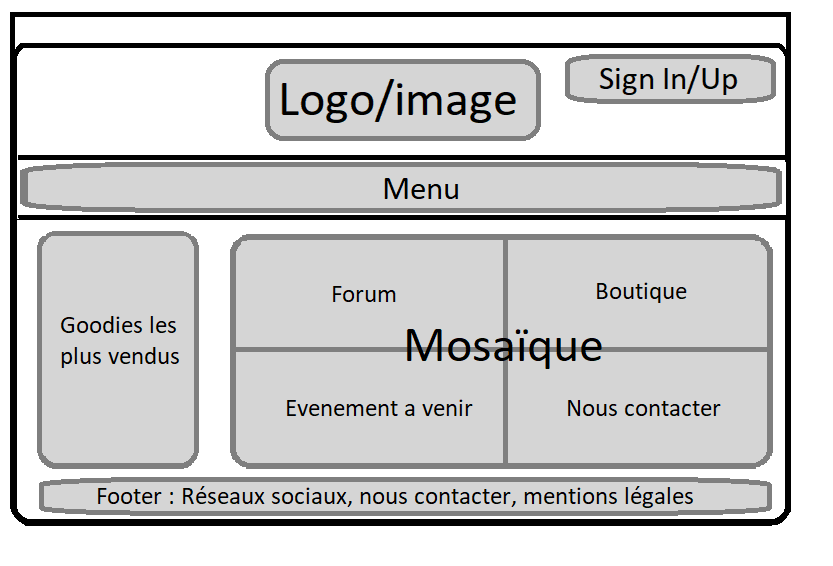 Logo/image
Sign In/Up
Menu
Goodies les
plus vendus
Forum
Boutique
Mosaïque
Evenement a venir
Nous contacter
Footer : Réseaux sociaux, nous contacter, mentions légales